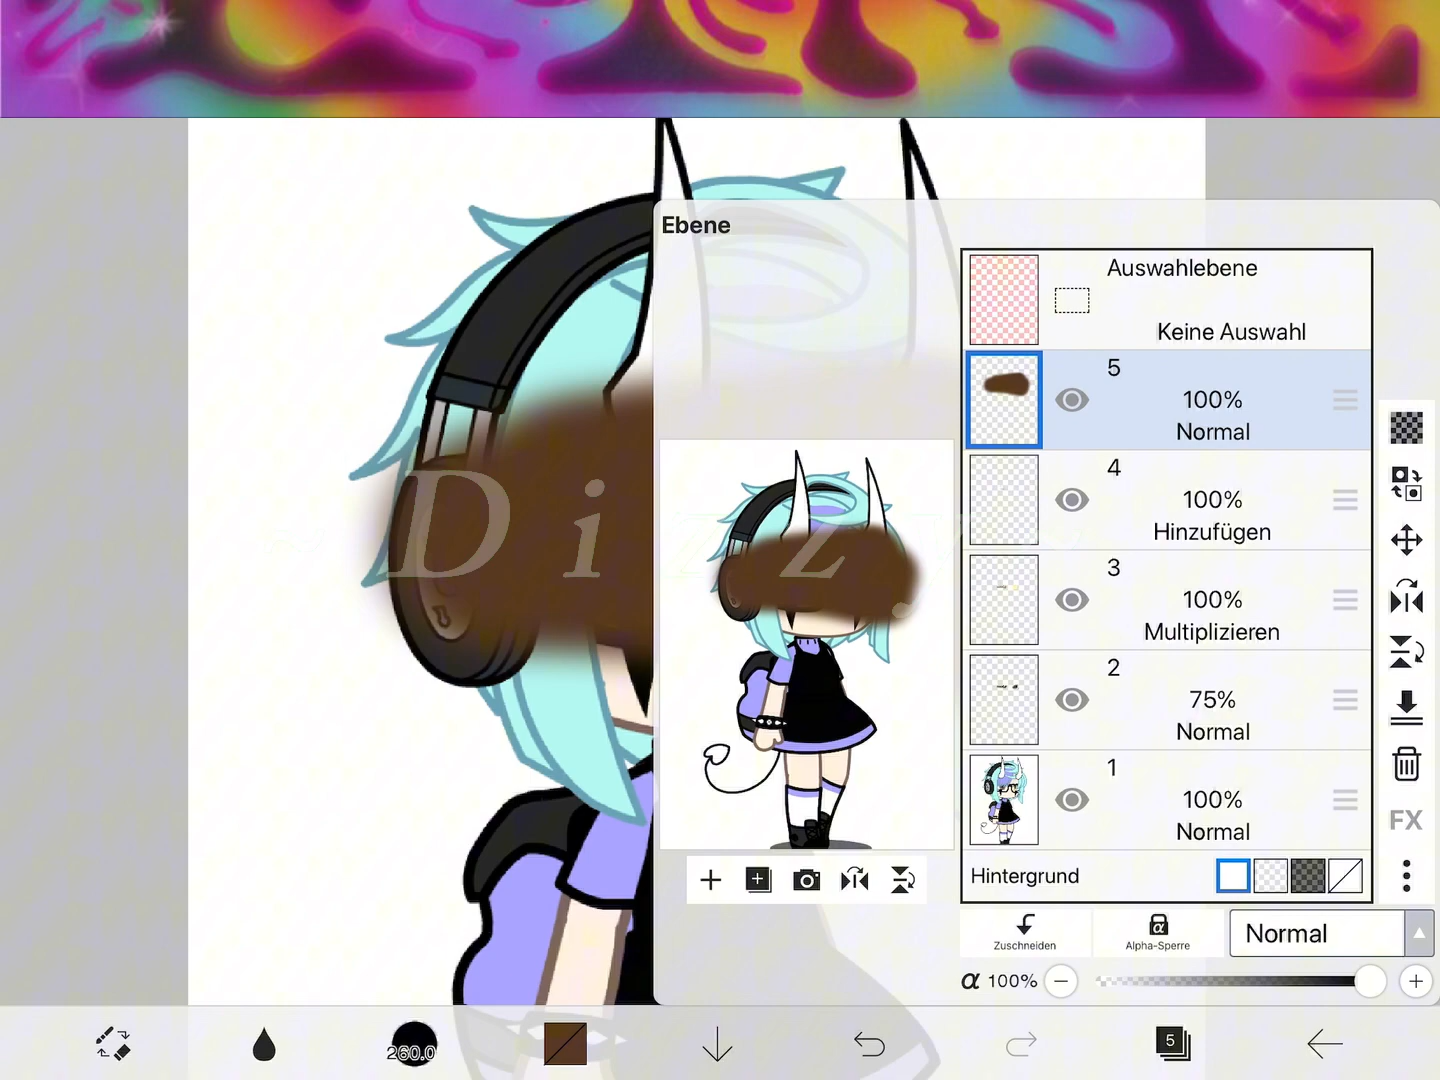 Ebene
Auswahlebene
Keine Auswahl
5
100%
Normal
4
100%
Hinzufügen
3
100%
Multiplizieren
2
75%
Normal
1
100%
Normal
Hintergrund
FX
Zuschneiden
Alpha-Sperre
Normal
α 100%
Dizzy
260.0
5